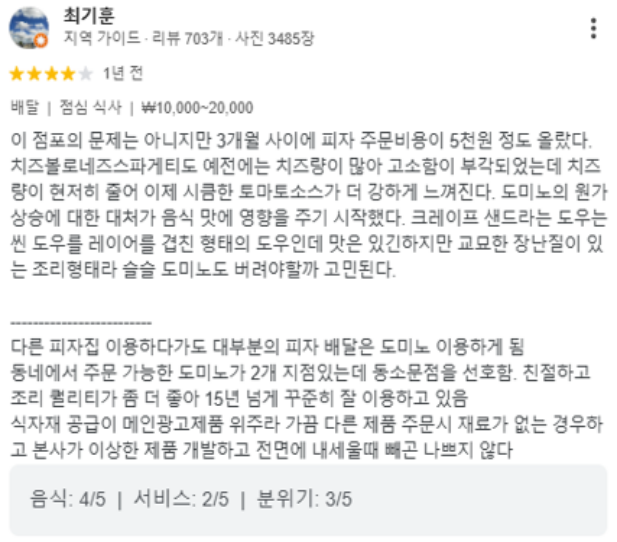 최기훈
지역 가이드 · 리뷰 703개 · 사진 3485장
1년 전
배달 | 점심 식사 | ₩10,000~20,000
이 점포의 문제는 아니지만 3개월 사이에 피자 주문비용이 5천원 정도 올랐다.
치즈볼로네즈스파게티도 예전에는 치즈량이 많아 고소함이 부각되었는데 치즈
량이 현저히 줄어 이제 시큼한 토마토소스가 더 강하게 느껴진다. 도미노의 원가
상승에 대한 대처가 음식 맛에 영향을 주기 시작했다. 크레이프 샌드라는 도우는
씬 도우를 레이어를 겹친 형태의 도우인데 맛은 있긴하지만 교묘한 장난질이 있
는 조리형태라 슬슬 도미노도 버려야할까 고민된다.
-------------------------
다른 피자집 이용하다가도 대부분의 피자 배달은 도미노 이용하게 됨
동네에서 주문 가능한 도미노가 2개 지점있는데 동소문점을 선호함. 친절하고
조리 퀄리티가 좀 더 좋아 15년 넘게 꾸준히 잘 이용하고 있음
식자재 공급이 메인광고제품 위주라 가끔 다른 제품 주문시 재료가 없는 경우하
고 본사가 이상한 제품 개발하고 전면에 내세울때 빼곤 나쁘지 않다
음식: 4/5 | 서비스: 2/5 | 분위기: 3/5